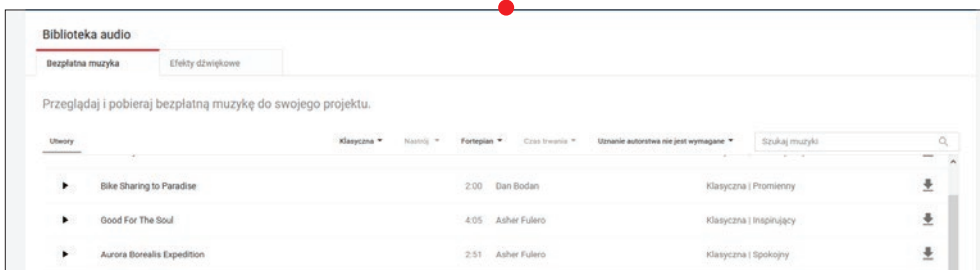 Biblioteka audio
Bezpłatna muzyka Efekty dźwiękowe
Przeglądaj i pobieraj bezpłatną muzykę do swojego projektu.
Utwory Klasyczna Nastrój Fortepian Czas trwania Uznanie autorstwa nie jest wymagane Szukaj muzyki
Bike Sharing to Paradise 2:00 Dan Bodan Klasyczna | Promienny
Good For The Soul 4:05 Asher Fulero Klasyczna | Inspirujący
Aurora Borealis Expedition 2:51 Asher Fulero Klasyczna | Spokojny